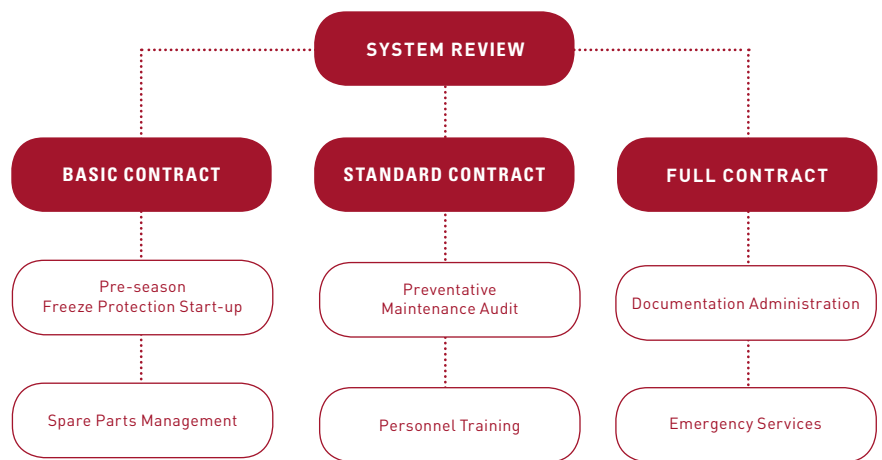 SYSTEM REVIEW
BASIC CONTRACT
STANDARD CONTRACT
FULL CONTRACT
Pre-season
Freeze Protection Start-up
Preventative
Maintenance Audit
Documentation Administration
Spare Parts Management
Personnel Training
Emergency Services